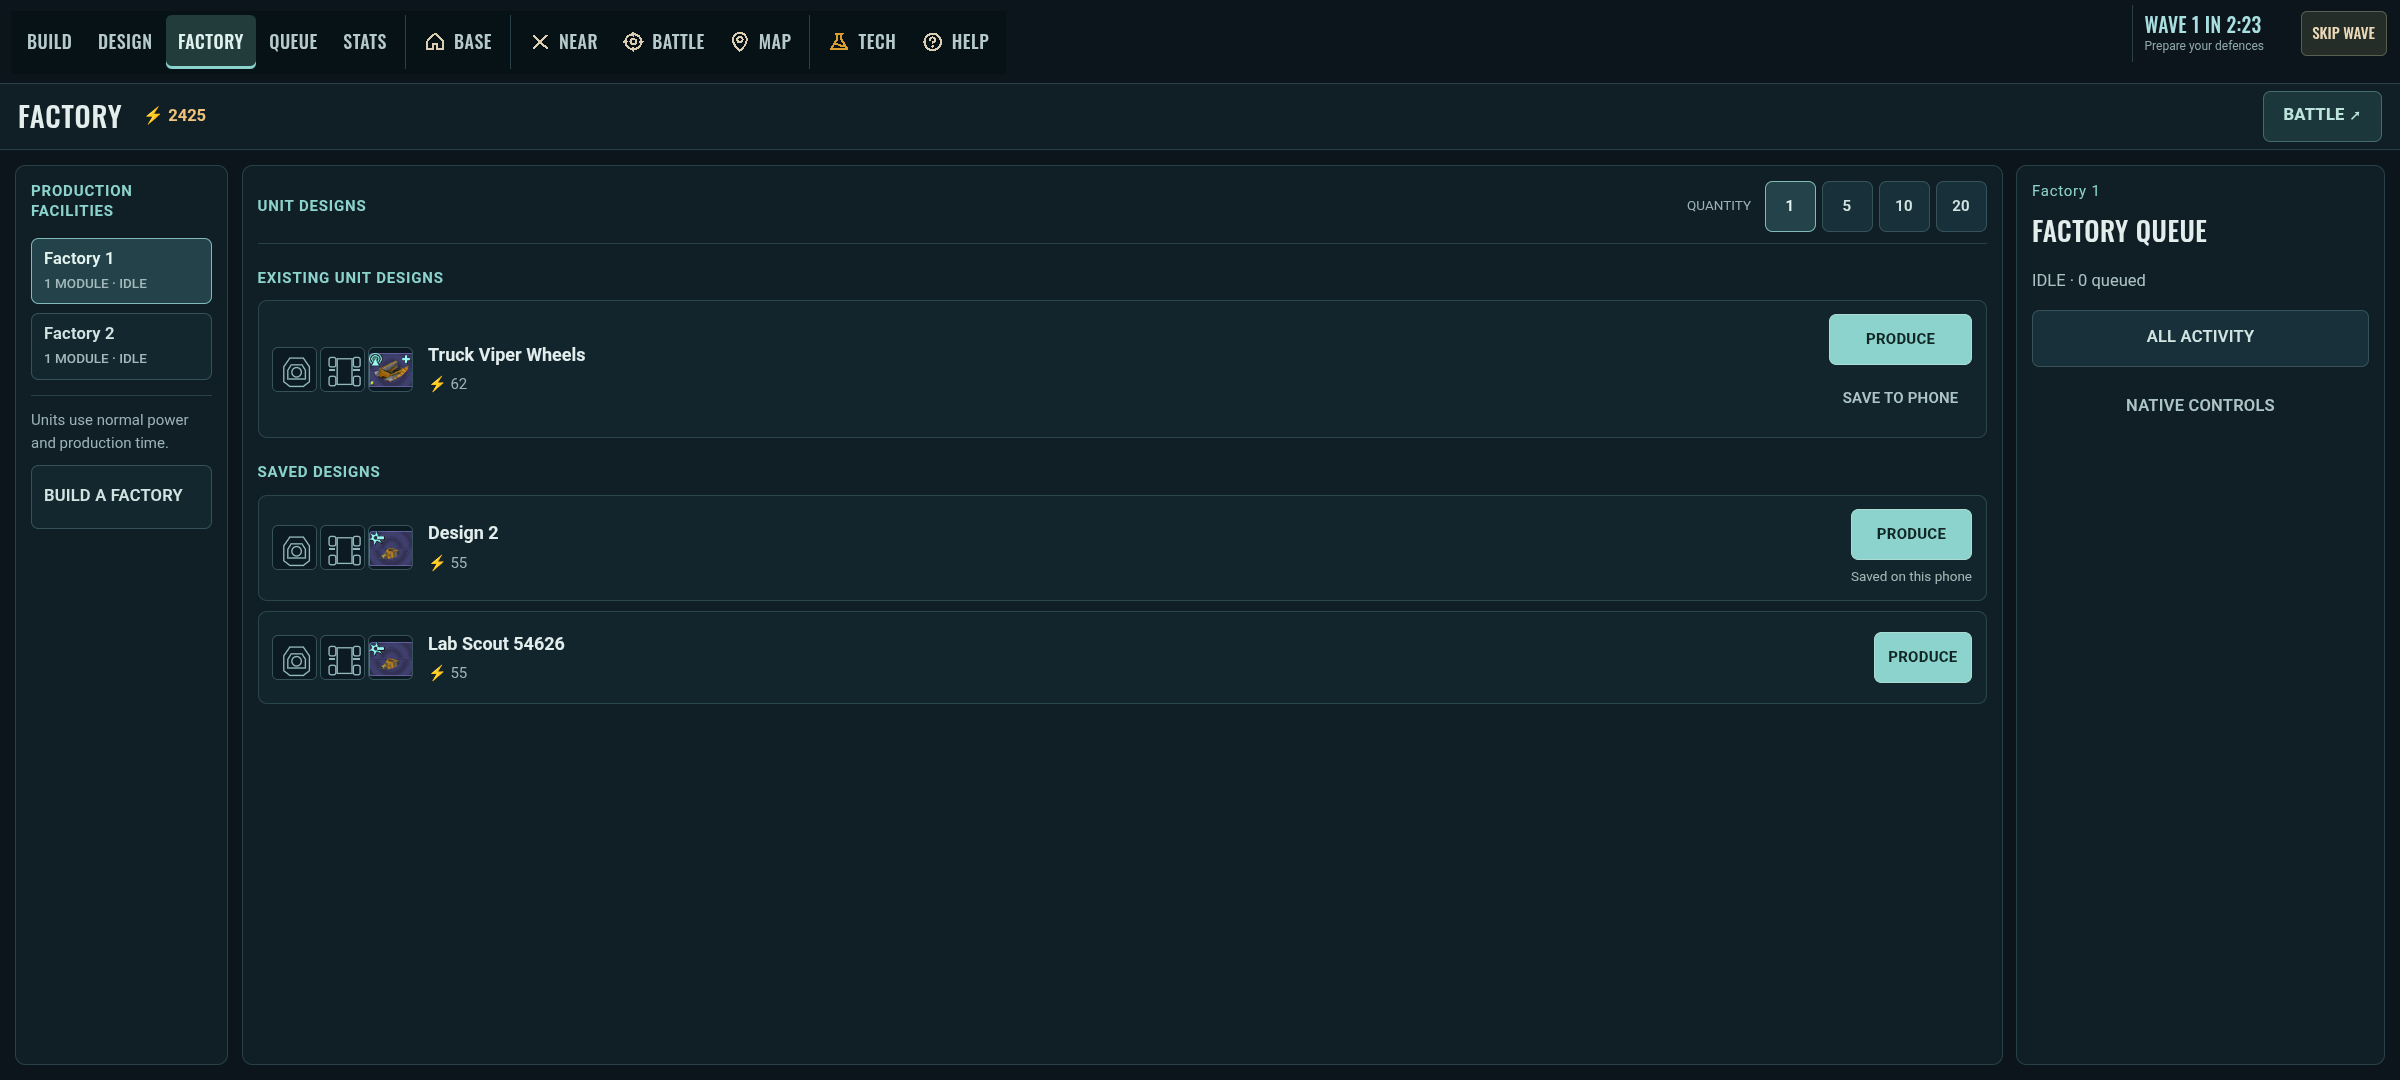 BUILD DESIGN FACTORY QUEUE STATS BASE NEAR BATTLE MAP TECH HELP
WAVE 1 IN 2:23
Prepare your defences
SKIP WAVE
FACTORY ⚡ 2425
BATTLE ↗
PRODUCTION
FACILITIES
Factory 1
1 MODULE · IDLE
Factory 2
1 MODULE · IDLE
Units use normal power
and production time.
BUILD A FACTORY
UNIT DESIGNS
QUANTITY 1 5 10 20
EXISTING UNIT DESIGNS
Truck Viper Wheels
⚡ 62
PRODUCE
SAVE TO PHONE
SAVED DESIGNS
Design 2
⚡ 55
PRODUCE
Saved on this phone
Lab Scout 54626
⚡ 55
PRODUCE
Factory 1
FACTORY QUEUE
IDLE · 0 queued
ALL ACTIVITY
NATIVE CONTROLS